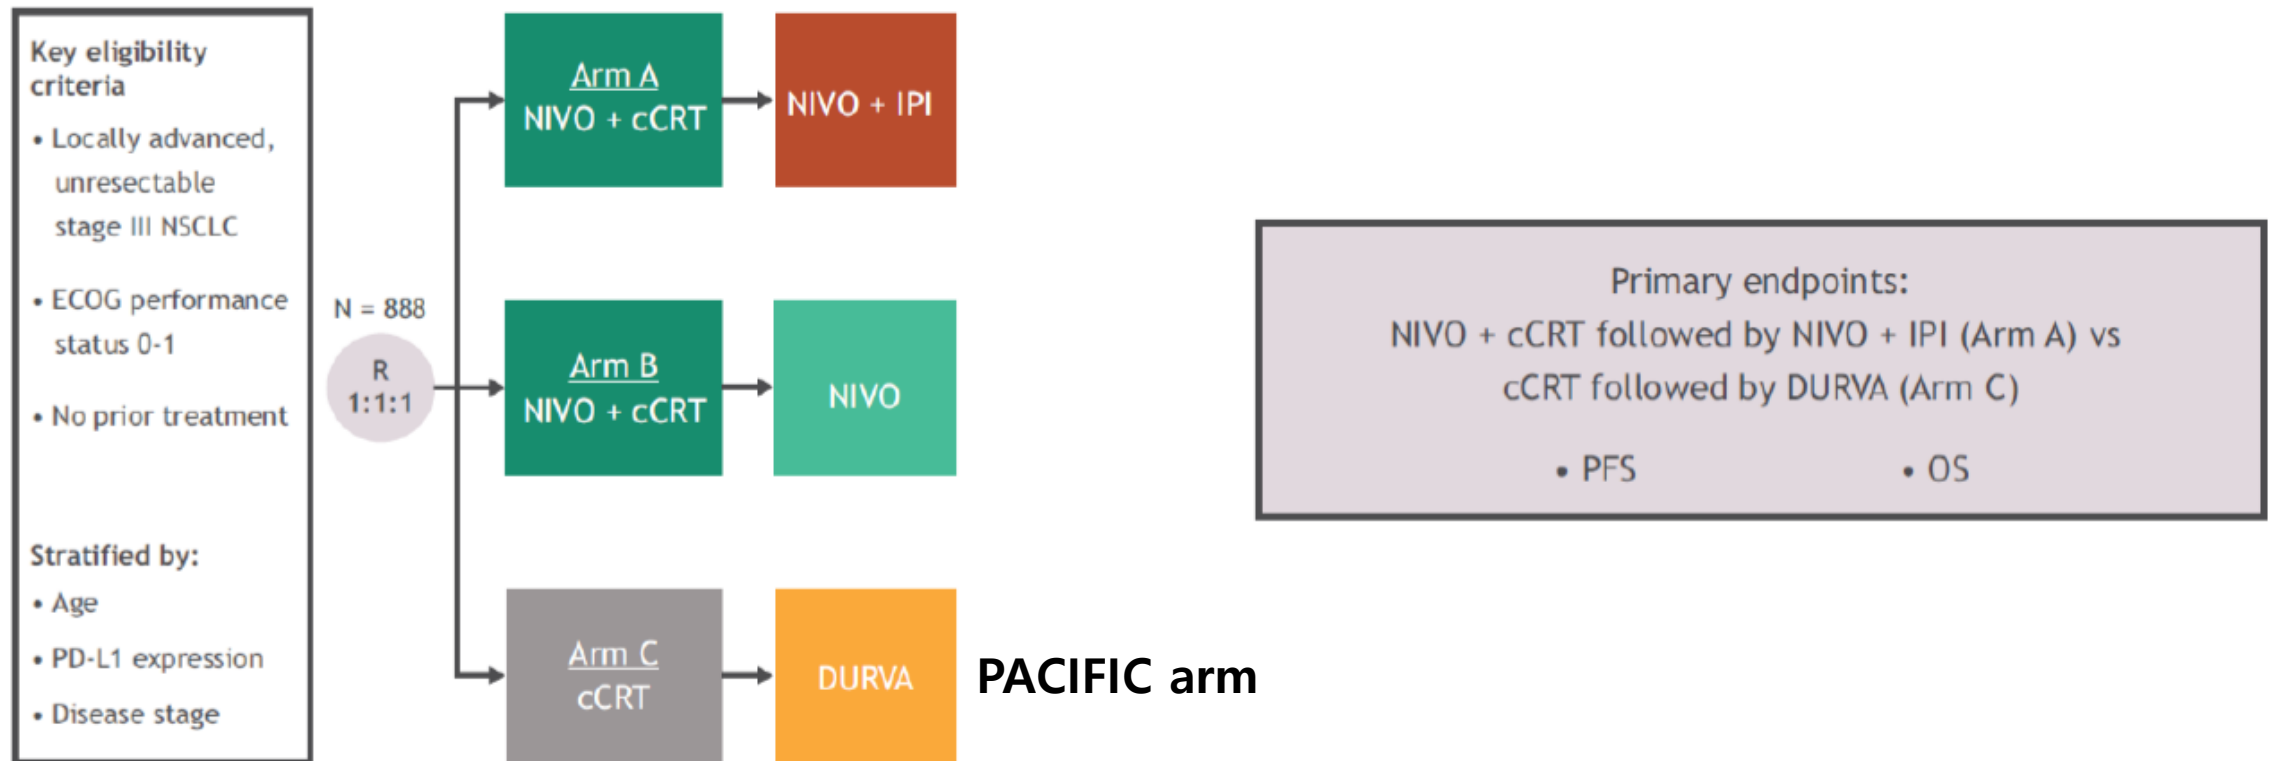 Key eligibility
criteria
• Locally advanced,
unresectable
stage III NSCLC
• ECOG performance
status 0-1
• No prior treatment
Stratified by:
• Age
• PD-L1 expression
• Disease stage
N = 888
R
1:1:1
Arm A
NIVO + cCRT
NIVO + IPI
Arm B
NIVO + cCRT
NIVO
Arm C
cCRT
DURVA
PACIFIC arm
Primary endpoints:
NIVO + cCRT followed by NIVO + IPI (Arm A) vs
cCRT followed by DURVA (Arm C)
• PFS
• OS